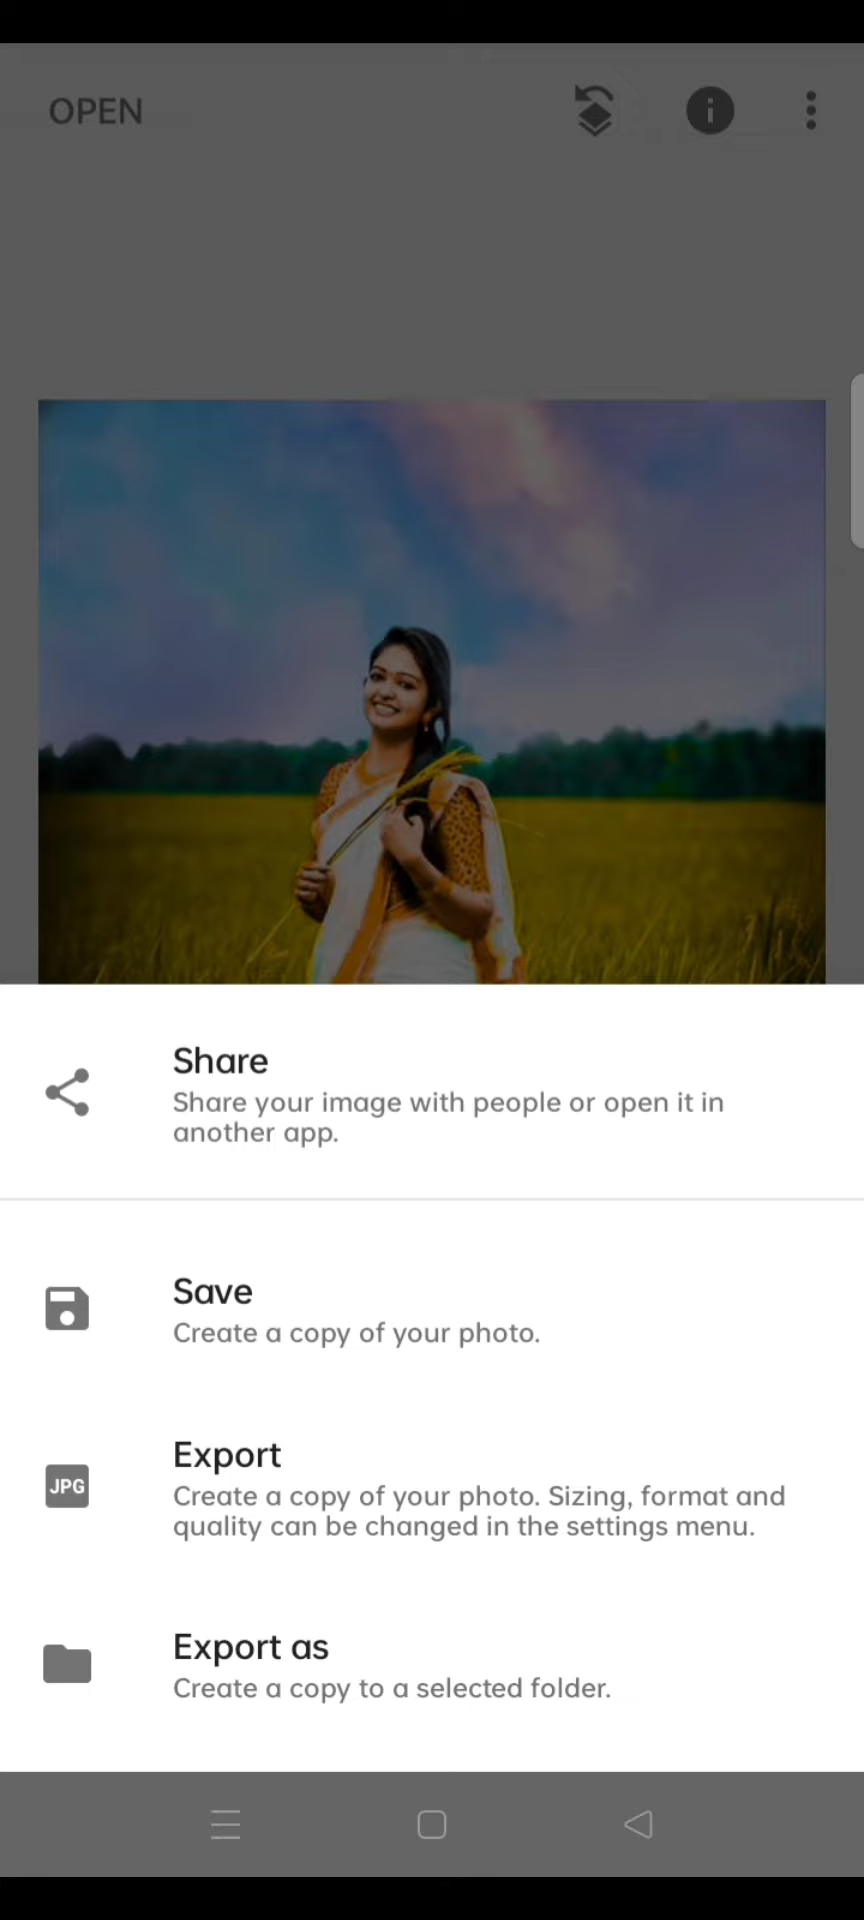 OPEN
Share
Share your image with people or open it in
another app.
Save
Create a copy of your photo.
JPG
Export
Create a copy of your photo. Sizing, format and
quality can be changed in the settings menu.
Export as
Create a copy to a selected folder.